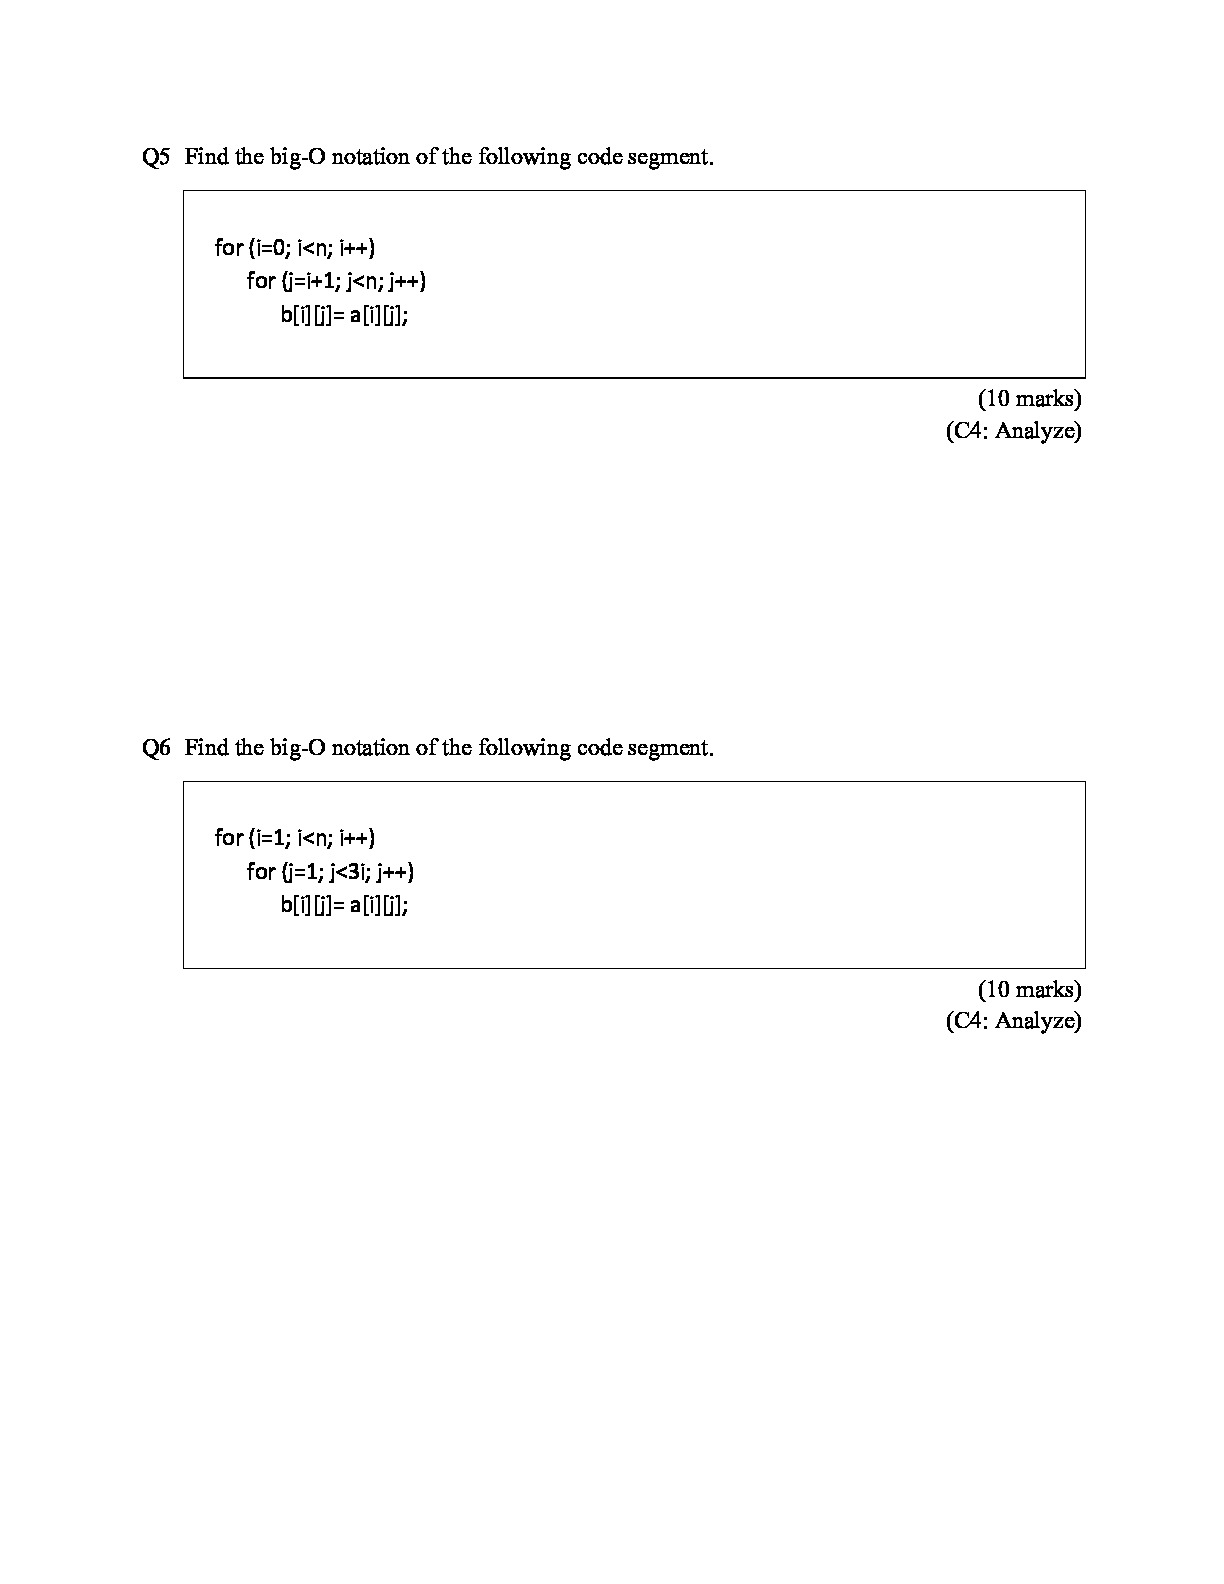 Q5 Find the big-O notation of the following code segment.
for (i=0; i<n; i++)
for (j=i+1; j<n; j++)
b[i][j]= a[i][j];
(10 marks)
(C4: Analyze)
Q6 Find the big-O notation of the following code segment.
for (i=1; i<n; i++)
for (j=1; j<3i; j++)
b[i][j]= a[i][j];
(10 marks)
(C4: Analyze)